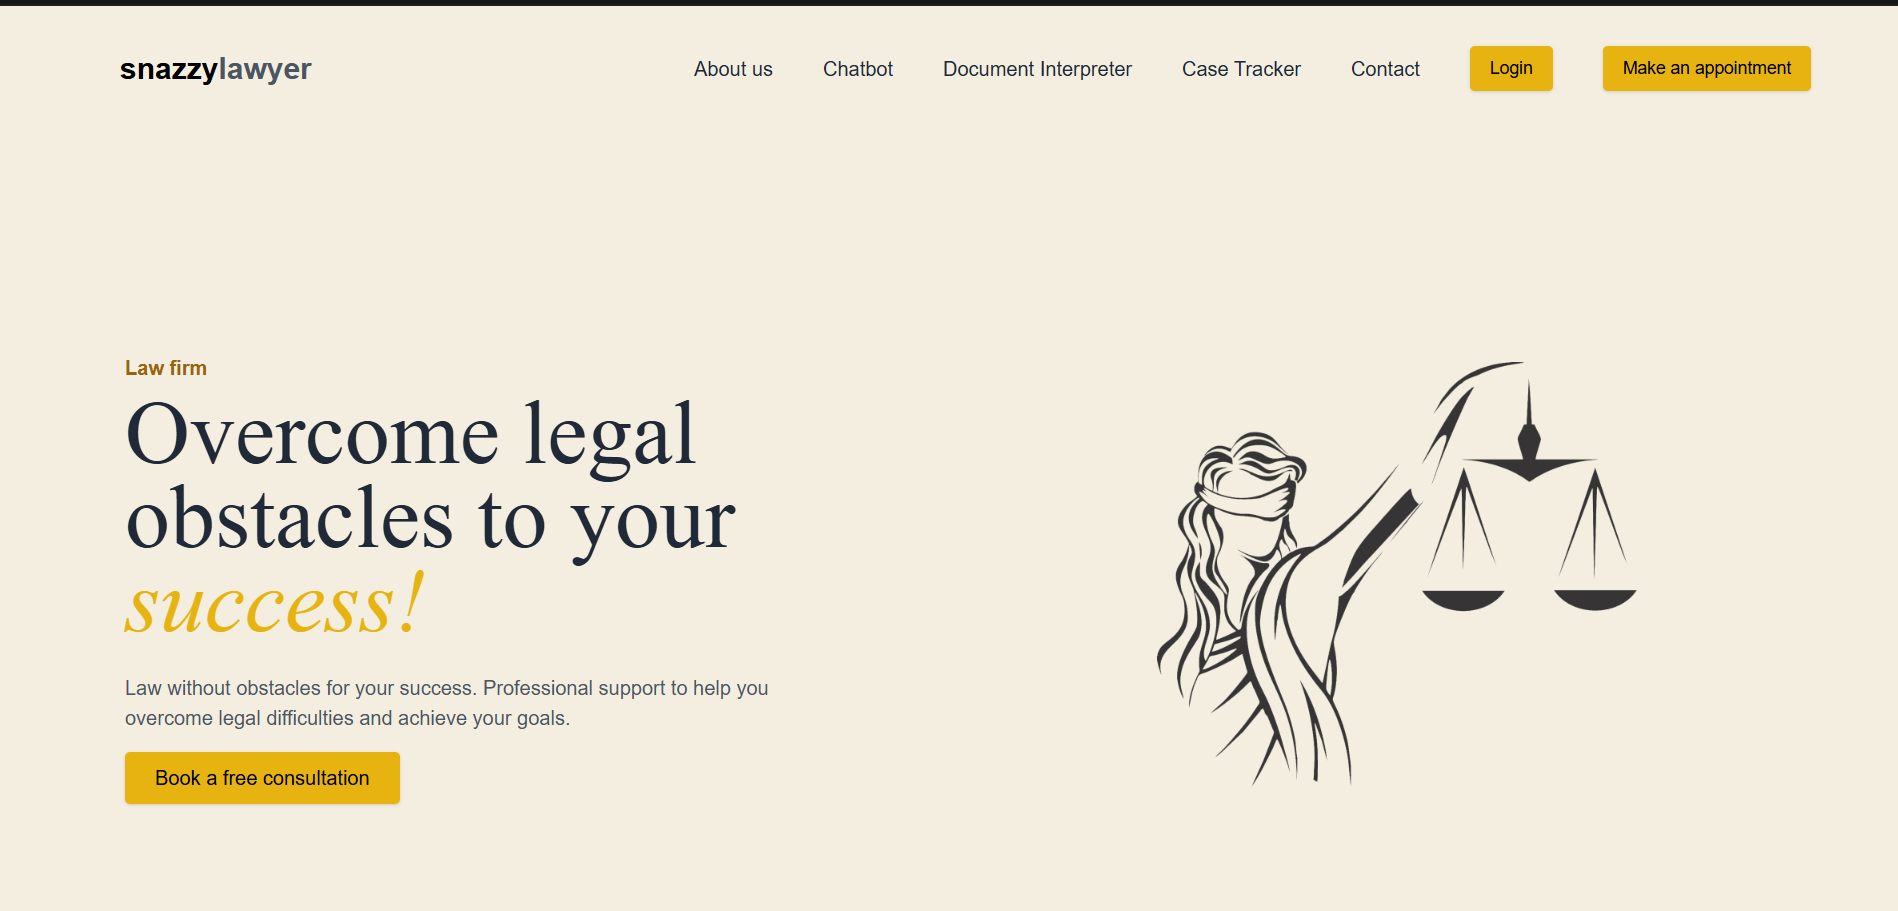 snazzylawyer
About us Chatbot Document Interpreter Case Tracker Contact Login Make an appointment
Law firm
Overcome legal
obstacles to your
success!
Law without obstacles for your success. Professional support to help you
overcome legal difficulties and achieve your goals.
Book a free consultation